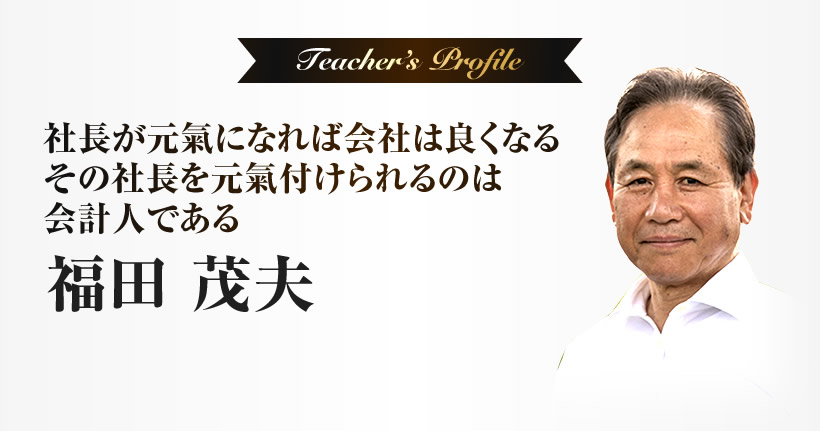 Teacher's Profile
社長が元氣になれば会社は良くなる
その社長を元氣付けられるのは
会計人である
福田 茂夫